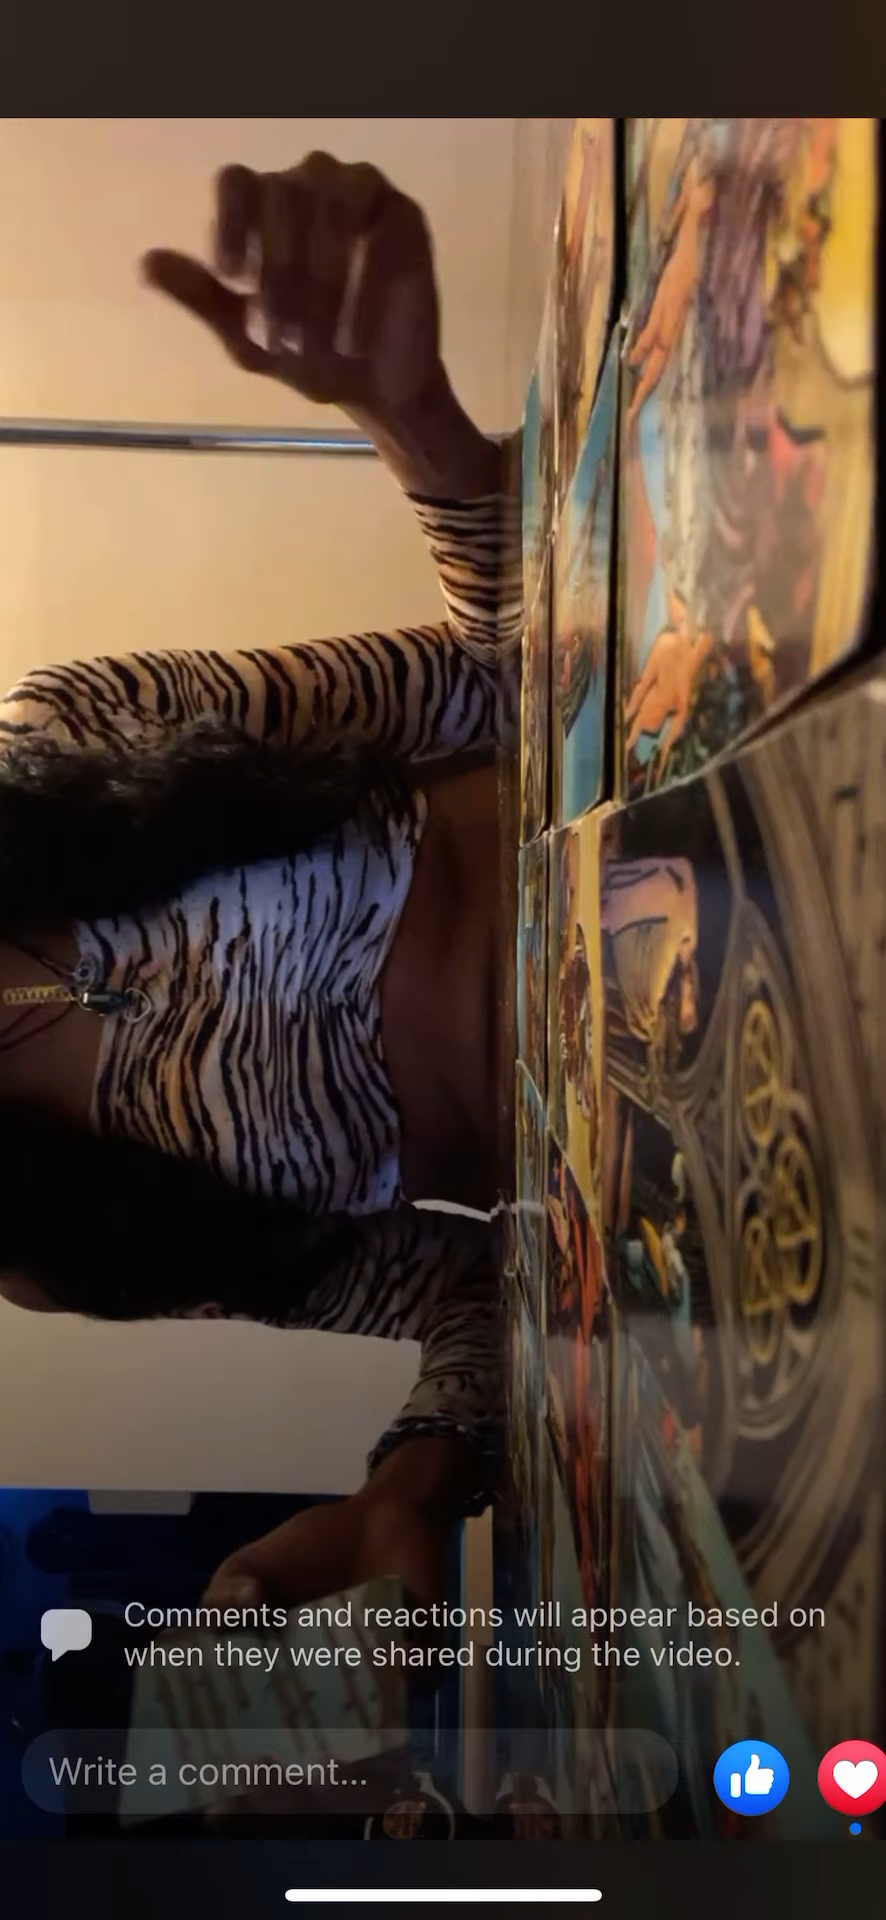 Comments and reactions will appear based on
when they were shared during the video.
Write a comment...